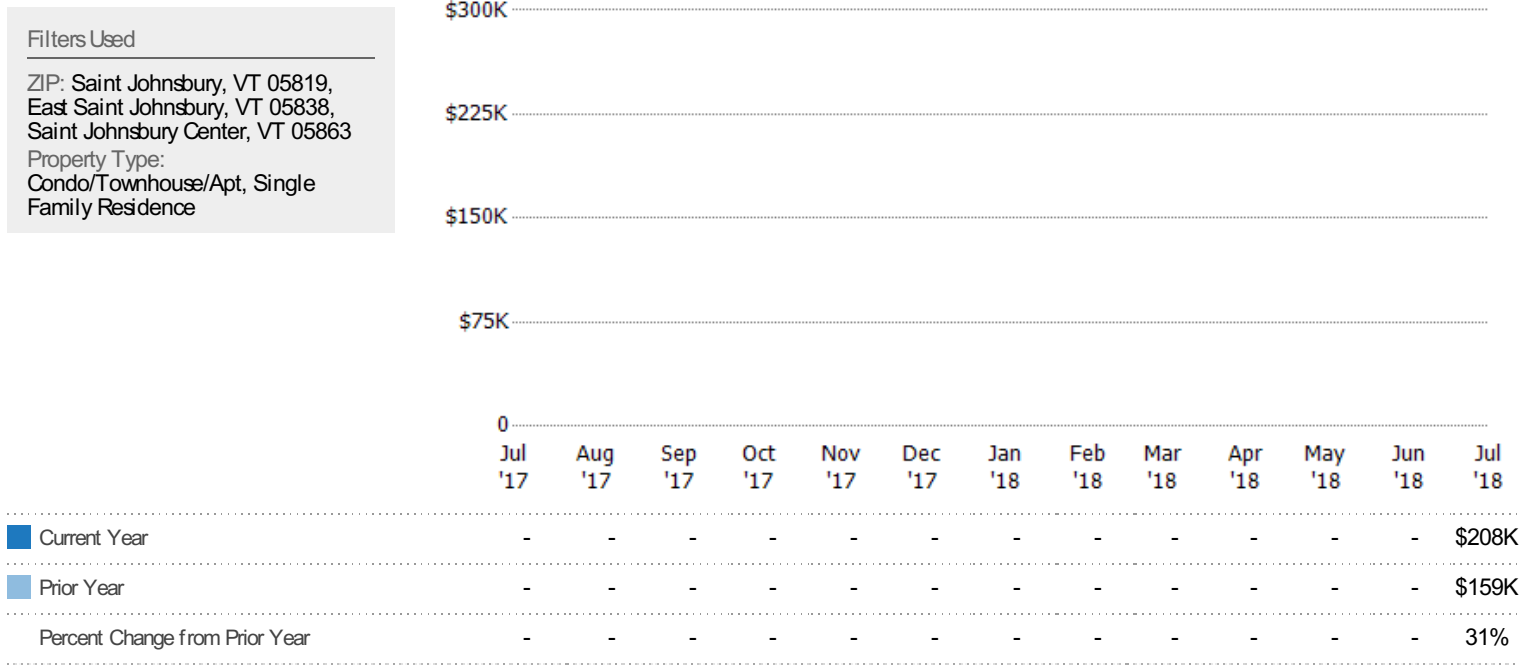 Filters Used
ZIP: Saint Johnsbury, VT 05819,
East Saint Johnsbury, VT 05838,
Saint Johnsbury Center, VT 05863
Property Type:
Condo/Townhouse/Apt, Single
Family Residence
$300K
$225K
$150K
$75K
0
Jul Aug Sep Oct Nov Dec Jan Feb Mar Apr May Jun Jul
'17 '17 '17 '17 '17 '17 '18 '18 '18 '18 '18 '18 '18
Current Year - - - - - - - - - - - - $208K
Prior Year - - - - - - - - - - - - $159K
Percent Change from Prior Year - - - - - - - - - - - - 31%